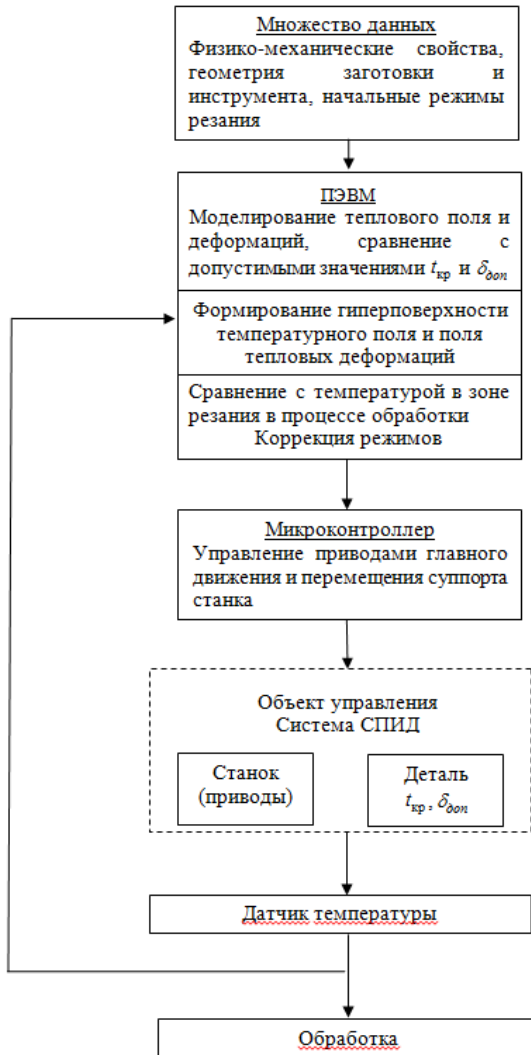 Множество данных
Физико-механические свойства,
геометрия заготовки и
инструмента, начальные режимы
резания
ПЭВМ
Моделирование теплового поля и
деформаций, сравнение с
допустимыми значениями tкр и δдоп
Формирование гиперповерхности
температурного поля и поля
тепловых деформаций
Сравнение с температурой в зоне
резания в процессе обработки
Коррекция режимов
Микроконтроллер
Управление приводами главного
движения и перемещения суппорта
станка
Объект управления
Система СПИД
Станок
(приводы)
Деталь
tкр, δдоп
Датчик температуры
Обработка